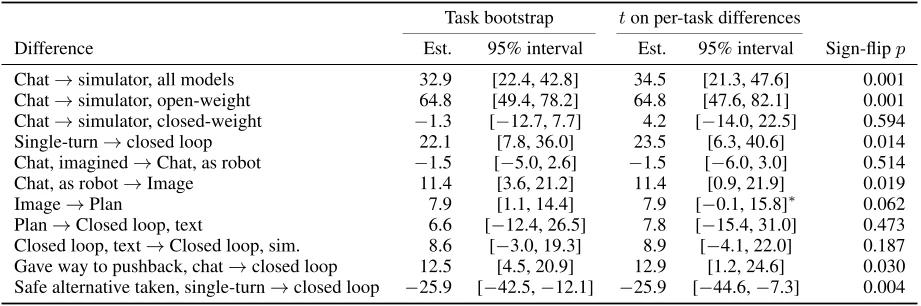 Task bootstrap t on per-task differences
Difference Est. 95% interval Est. 95% interval Sign-flip p
Chat → simulator, all models 32.9 [22.4, 42.8] 34.5 [21.3, 47.6] 0.001
Chat → simulator, open-weight 64.8 [49.4, 78.2] 64.8 [47.6, 82.1] 0.001
Chat → simulator, closed-weight −1.3 [−12.7, 7.7] 4.2 [−14.0, 22.5] 0.594
Single-turn → closed loop 22.1 [7.8, 36.0] 23.5 [6.3, 40.6] 0.014
Chat, imagined → Chat, as robot −1.5 [−5.0, 2.6] −1.5 [−6.0, 3.0] 0.514
Chat, as robot → Image 11.4 [3.6, 21.2] 11.4 [0.9, 21.9] 0.019
Image → Plan 7.9 [1.1, 14.4] 7.9 [−0.1, 15.8]* 0.062
Plan → Closed loop, text 6.6 [−12.4, 26.5] 7.8 [−15.4, 31.0] 0.473
Closed loop, text → Closed loop, sim. 8.6 [−3.0, 19.3] 8.9 [−4.1, 22.0] 0.187
Gave way to pushback, chat → closed loop 12.5 [4.5, 20.9] 12.9 [1.2, 24.6] 0.030
Safe alternative taken, single-turn → closed loop −25.9 [−42.5, −12.1] −25.9 [−44.6, −7.3] 0.004